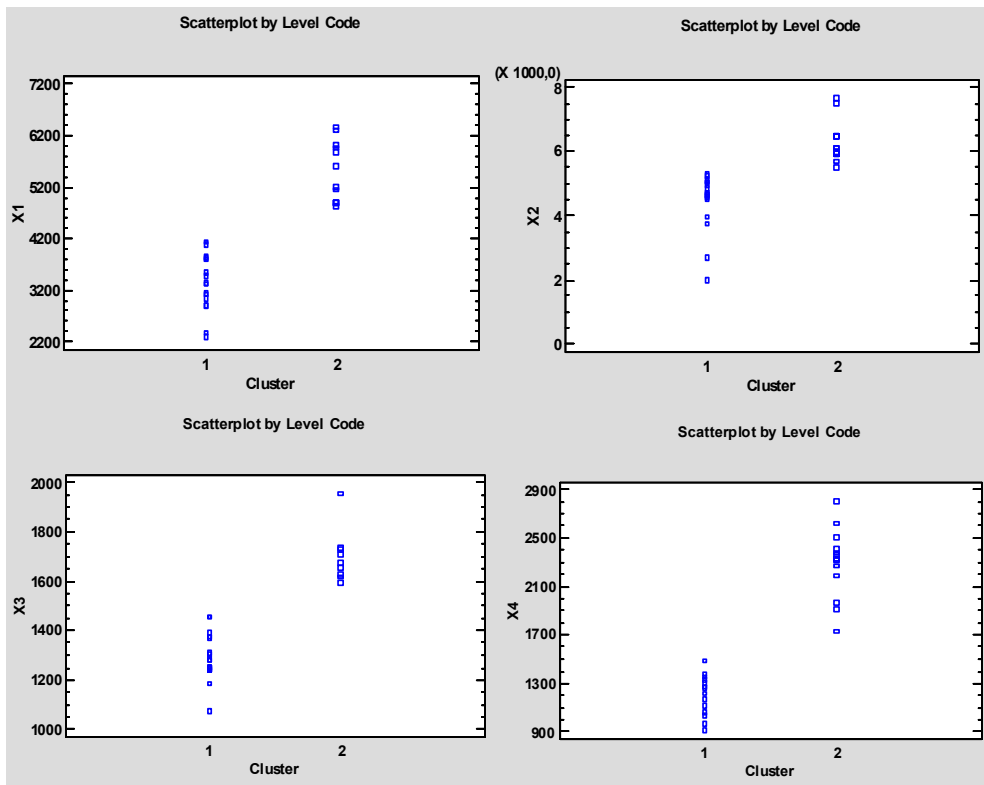 Scatterplot by Level Code
7200
6200
5200
4200
3200
2200
X1
1 2
Cluster
Scatterplot by Level Code
(X 1000,0)
8
6
4
2
0
X2
1 2
Cluster
Scatterplot by Level Code
2000
1800
1600
1400
1200
1000
X3
1 2
Cluster
Scatterplot by Level Code
2900
2500
2100
1700
1300
900
X4
1 2
Cluster